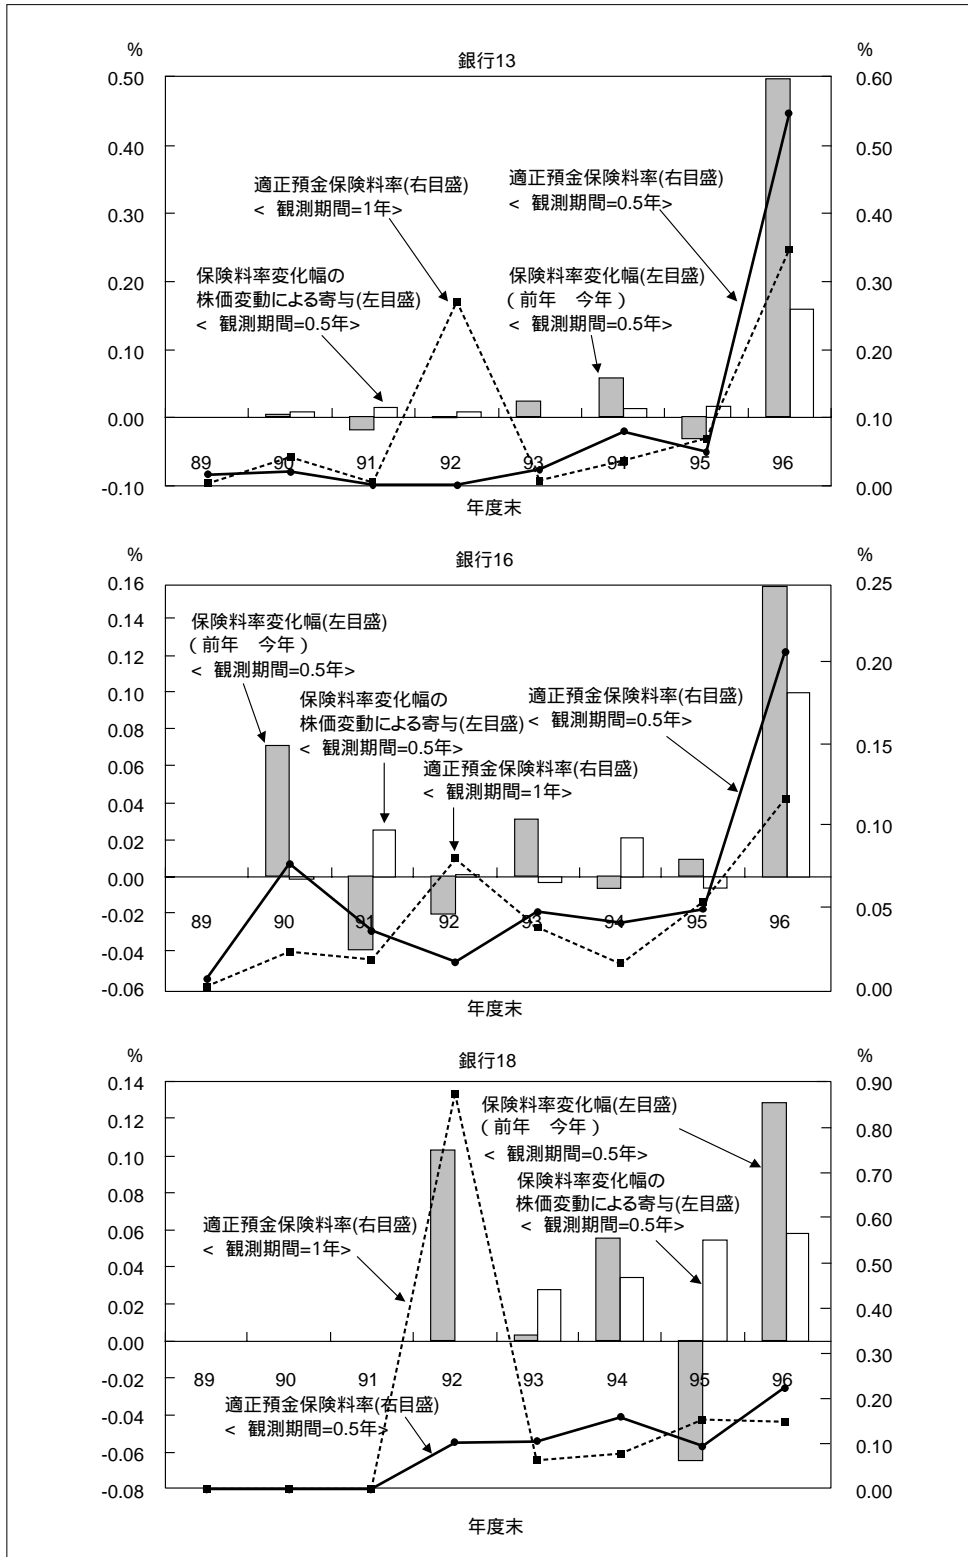 銀行13
%
%
0.50
0.40
0.30
0.20
0.10
0.00
-0.10
0.60
0.50
0.40
0.30
0.20
0.10
0.00
適正預金保険料率(右目盛)
< 観測期間=1年>
適正預金保険料率(右目盛)
< 観測期間=0.5年>
保険料率変化幅の
株価変動による寄与(左目盛)
< 観測期間=0.5年>
保険料率変化幅(左目盛)
(前年 今年)
< 観測期間=0.5年>
89 90 91 92 93 94 95 96
年度末
銀行16
%
%
0.16
0.14
0.12
0.10
0.08
0.06
0.04
0.02
0.00
-0.02
-0.04
-0.06
0.25
0.20
0.15
0.10
0.05
0.00
保険料率変化幅(左目盛)
(前年 今年)
< 観測期間=0.5年>
保険料率変化幅の
株価変動による寄与(左目盛)
< 観測期間=0.5年>
適正預金保険料率(右目盛)
< 観測期間=1年>
適正預金保険料率(右目盛)
< 観測期間=0.5年>
89 90 91 92 93 94 95 96
年度末
銀行18
%
%
0.14
0.12
0.10
0.08
0.06
0.04
0.02
0.00
-0.02
-0.04
-0.06
-0.08
0.90
0.80
0.70
0.60
0.50
0.40
0.30
0.20
0.10
0.00
保険料率変化幅(左目盛)
(前年 今年)
< 観測期間=0.5年>
保険料率変化幅の
株価変動による寄与(左目盛)
< 観測期間=0.5年>
適正預金保険料率(右目盛)
< 観測期間=1年>
89 90 91 92 93 94 95 96
適正預金保険料率(右目盛)
< 観測期間=0.5年>
年度末